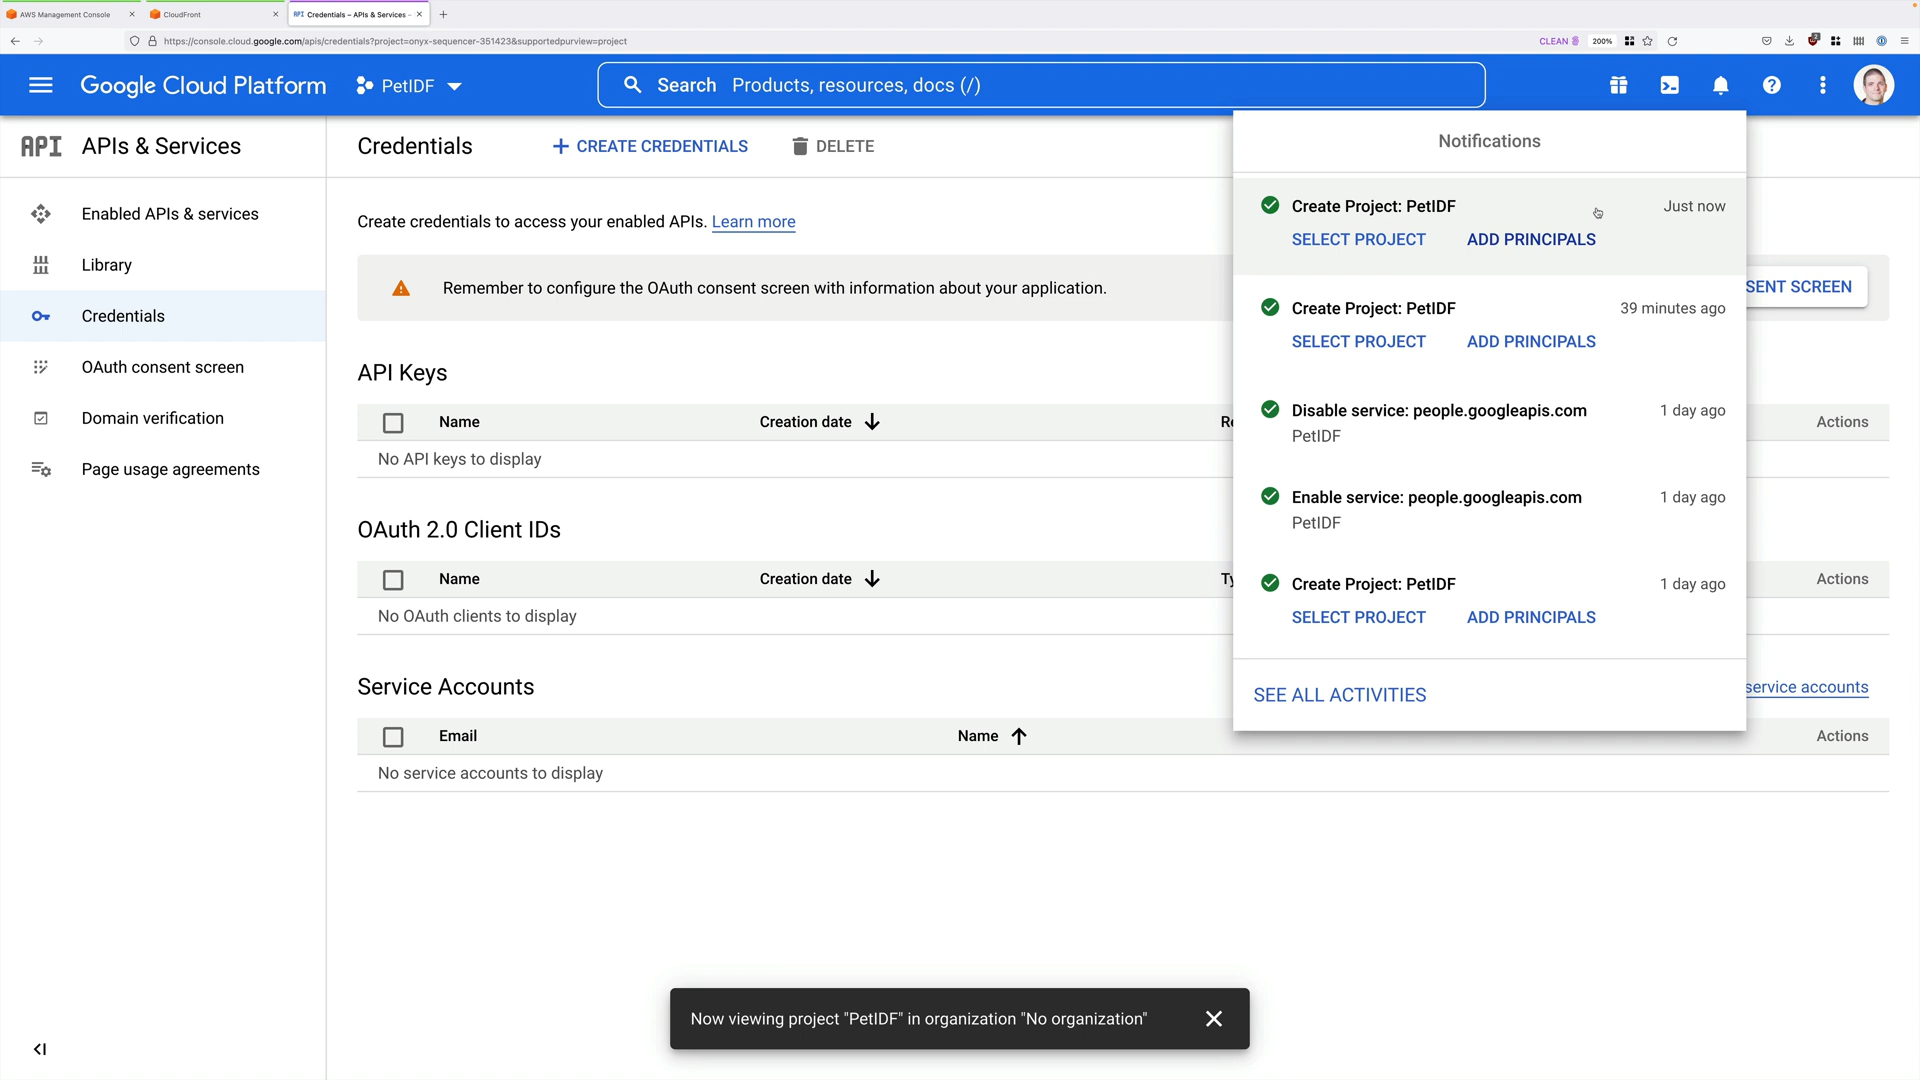 AWS Management Console
CloudFront
API Credentials – APIs & Services –
https://console.cloud.google.com/apis/credentials?project=onyx-sequencer-351423&supportedpurview=project
CLEAN
200%
Google Cloud Platform
PetIDF
Search Products, resources, docs (/)
API APIs & Services
Enabled APIs & services
Library
Credentials
OAuth consent screen
Domain verification
Page usage agreements
Credentials
CREATE CREDENTIALS
DELETE
Create credentials to access your enabled APIs. Learn more
Remember to configure the OAuth consent screen with information about your application.
SENT SCREEN
API Keys
Name Creation date Re Actions
No API keys to display
OAuth 2.0 Client IDs
Name Creation date Ty Actions
No OAuth clients to display
Service Accounts
service accounts
Email Name Actions
No service accounts to display
Notifications
Create Project: PetIDF Just now
SELECT PROJECT ADD PRINCIPALS
Create Project: PetIDF 39 minutes ago
SELECT PROJECT ADD PRINCIPALS
Disable service: people.googleapis.com 1 day ago
PetIDF
Enable service: people.googleapis.com 1 day ago
PetIDF
Create Project: PetIDF 1 day ago
SELECT PROJECT ADD PRINCIPALS
SEE ALL ACTIVITIES
Now viewing project "PetIDF" in organization "No organization"